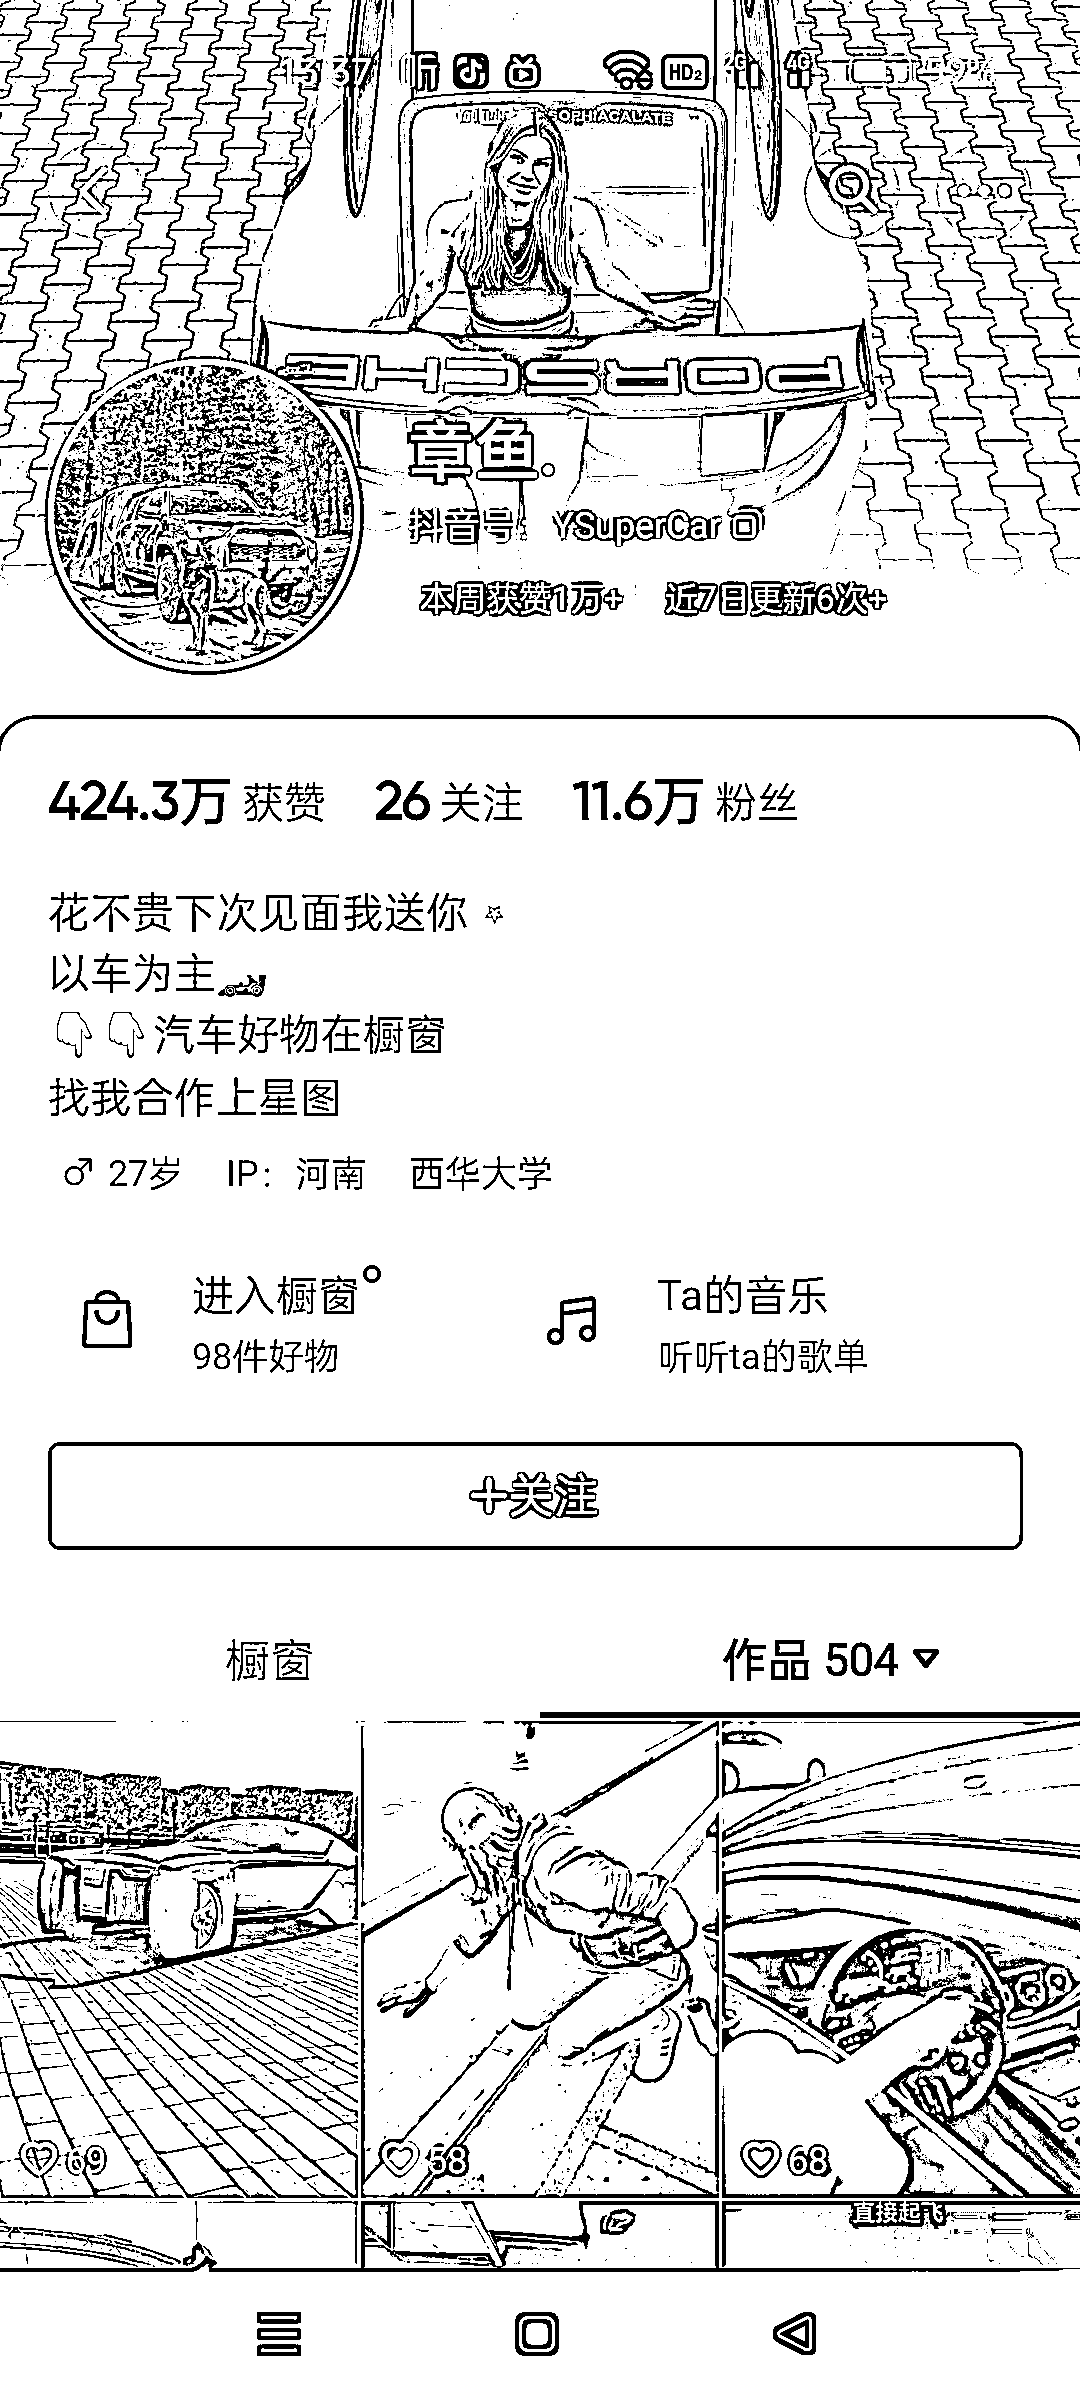 13:37 听 HD₂ 2G 4G
SOPHIACALATE
PORSCHE
章鱼。
抖音号: YSuperCar
本周获赞1万+ 近7日更新6次+
424.3万 获赞 26 关注 11.6万 粉丝
花不贵下次见面我送你
以车为主
👇👇汽车好物在橱窗
找我合作上星图
♂ 27岁 IP：河南 西华大学
进入橱窗 Ta的音乐
98件好物 听听ta的歌单
+关注
橱窗 作品 504
69 58 68
直接起飞